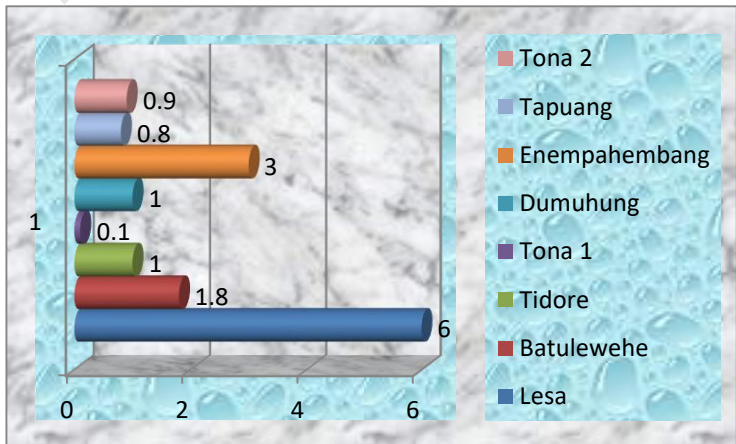 0.9
0.8
3
1
1
0.1
1
1.8
6
0 2 4 6
Tona 2
Tapuang
Enempahembang
Dumuhung
Tona 1
Tidore
Batulewehe
Lesa